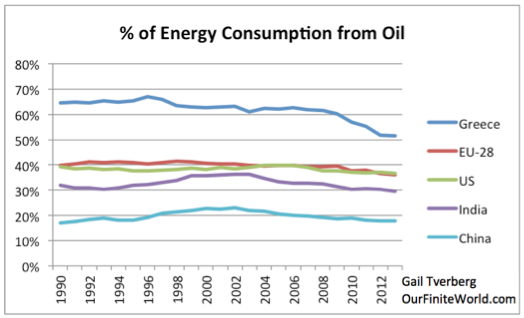 % of Energy Consumption from Oil
80%
70%
60%
50%
40%
30%
20%
10%
0%
1990
1992
1994
1996
1998
2000
2002
2004
2006
2008
2010
2012
Greece
EU-28
US
India
China
Gail Tverberg
OurFiniteWorld.com